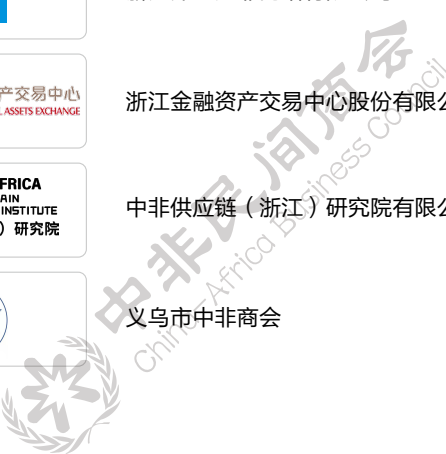 产交易中心
ASSETS EXCHANGE
浙江金融资产交易中心股份有限公
FRICA
AIN
INSTITUTE
）研究院
中非供应链（浙江）研究院有限公
义乌市中非商会
中非民间商会
China-Africa Business Council